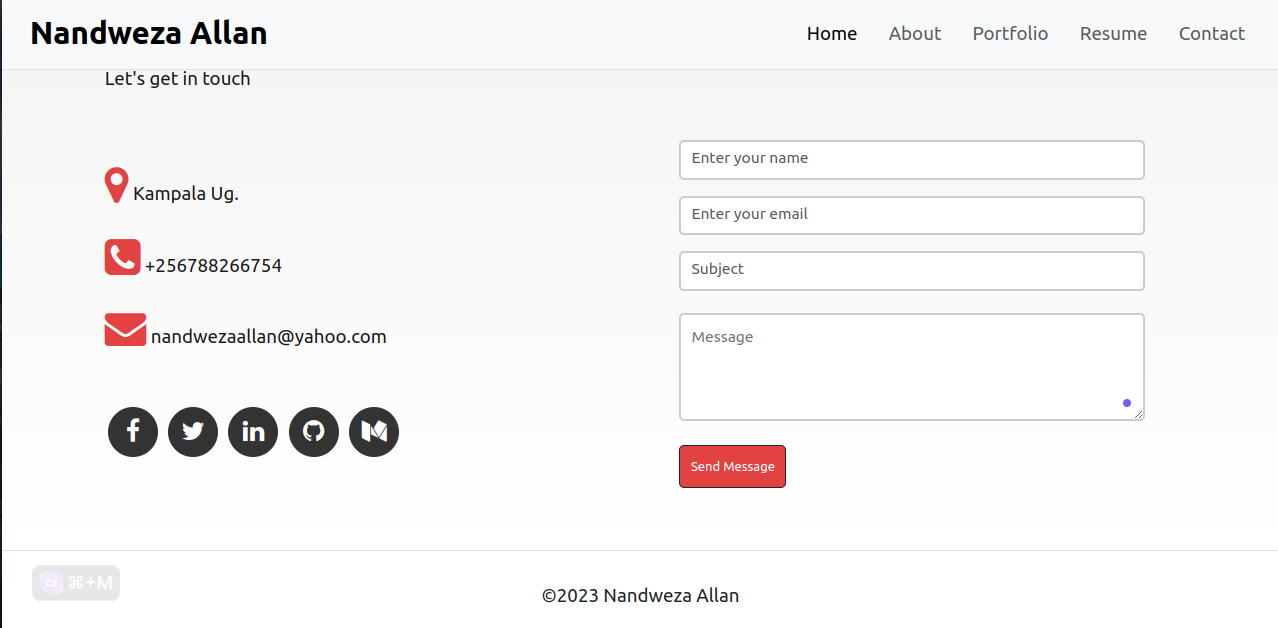 Nandweza Allan
Home About Portfolio Resume Contact
Let's get in touch
Kampala Ug.
+256788266754
nandwezaallan@yahoo.com
Enter your name
Enter your email
Subject
Message
Send Message
CS ⌘+M
©2023 Nandweza Allan